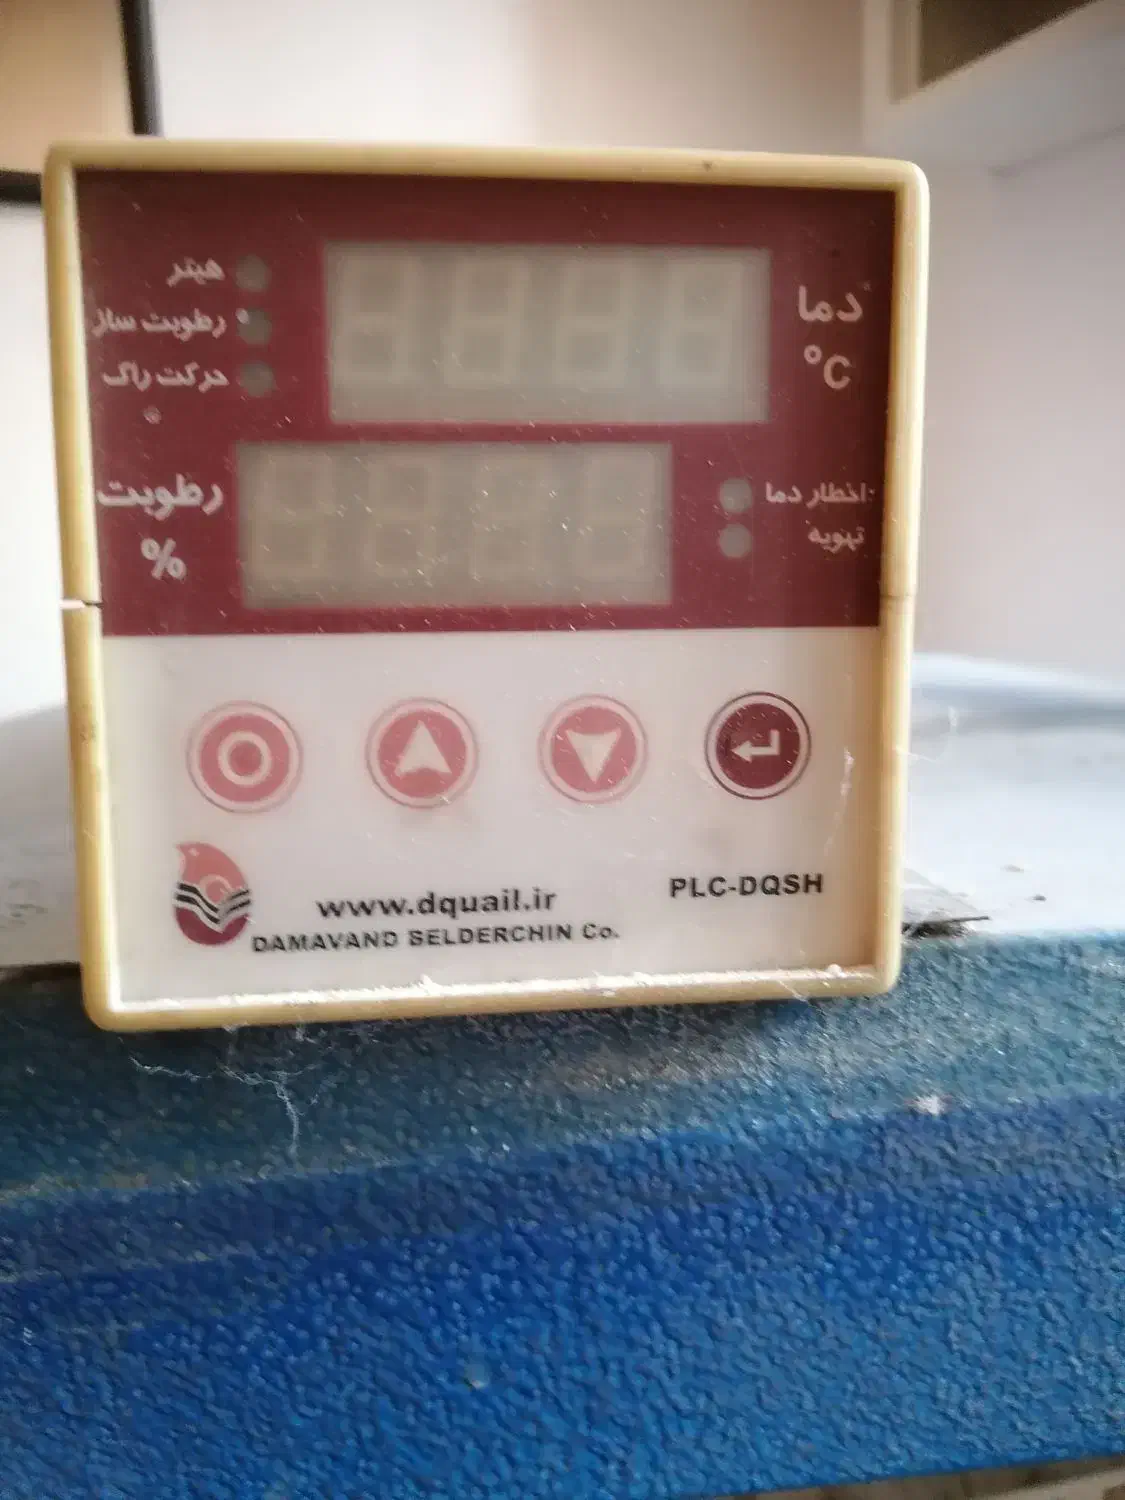 هیتر
رطوبت ساز
حرکت راک
دما
°C
رطوبت
%
اخطار دما:
تهویه
PLC-DQSH
www.dquail.ir
DAMAVAND BELDERCHIN Co.